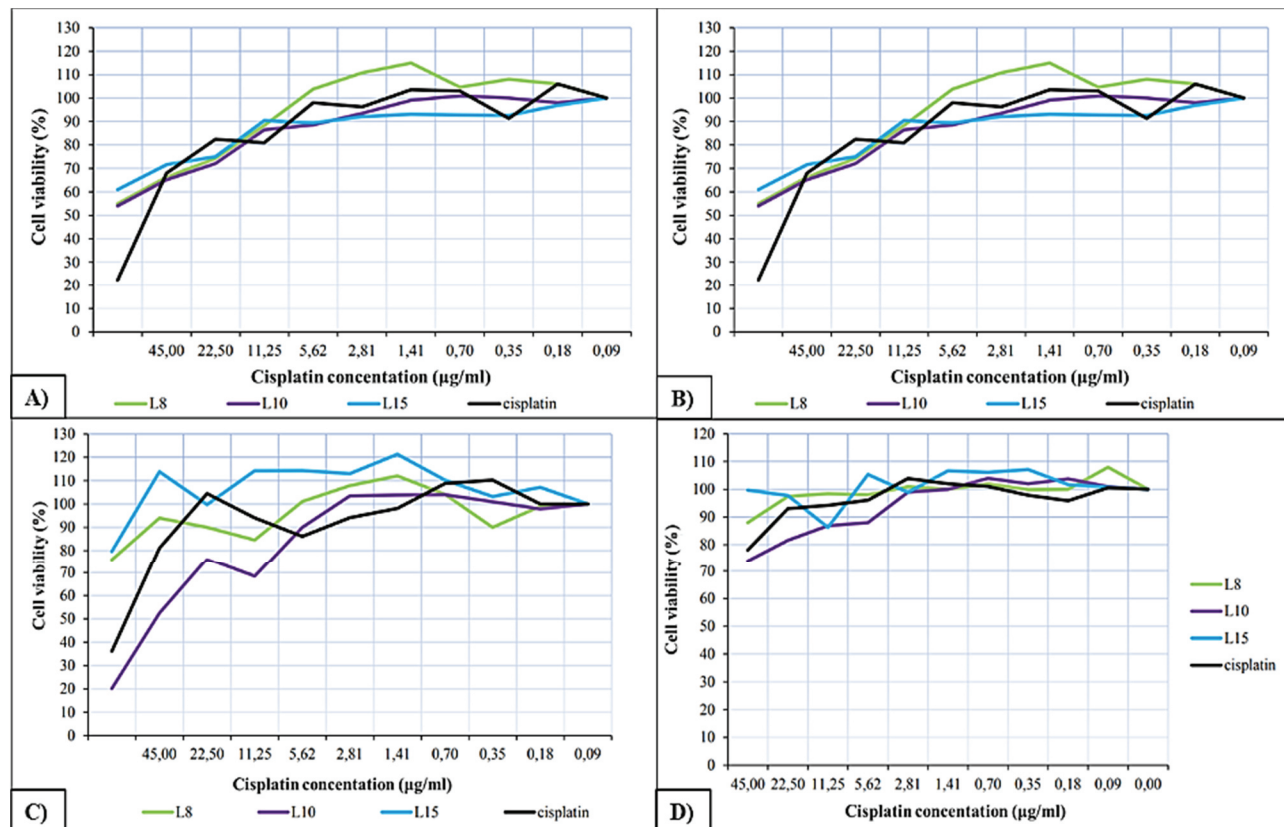 130
120
110
100
90
80
70
60
50
40
30
20
10
0
Cell viability (%)
45,00 22,50 11,25 5,62 2,81 1,41 0,70 0,35 0,18 0,09
Cisplatin concentation (µg/ml)
A)
L8 L10 L15 cisplatin
130
120
110
100
90
80
70
60
50
40
30
20
10
0
Cell viability (%)
45,00 22,50 11,25 5,62 2,81 1,41 0,70 0,35 0,18 0,09
Cisplatin concentation (µg/ml)
B)
L8 L10 L15 cisplatin
130
120
110
100
90
80
70
60
50
40
30
20
10
0
Cell viability (%)
45,00 22,50 11,25 5,62 2,81 1,41 0,70 0,35 0,18 0,09
Cisplatin concentration (µg/ml)
C)
L8 L10 L15 cisplatin
120
110
100
90
80
70
60
50
40
30
20
10
0
Cell viability (%)
45,00 22,50 11,25 5,62 2,81 1,41 0,70 0,35 0,18 0,09 0,00
Cisplatin concentration (µg/ml)
D)
L8
L10
L15
cisplatin